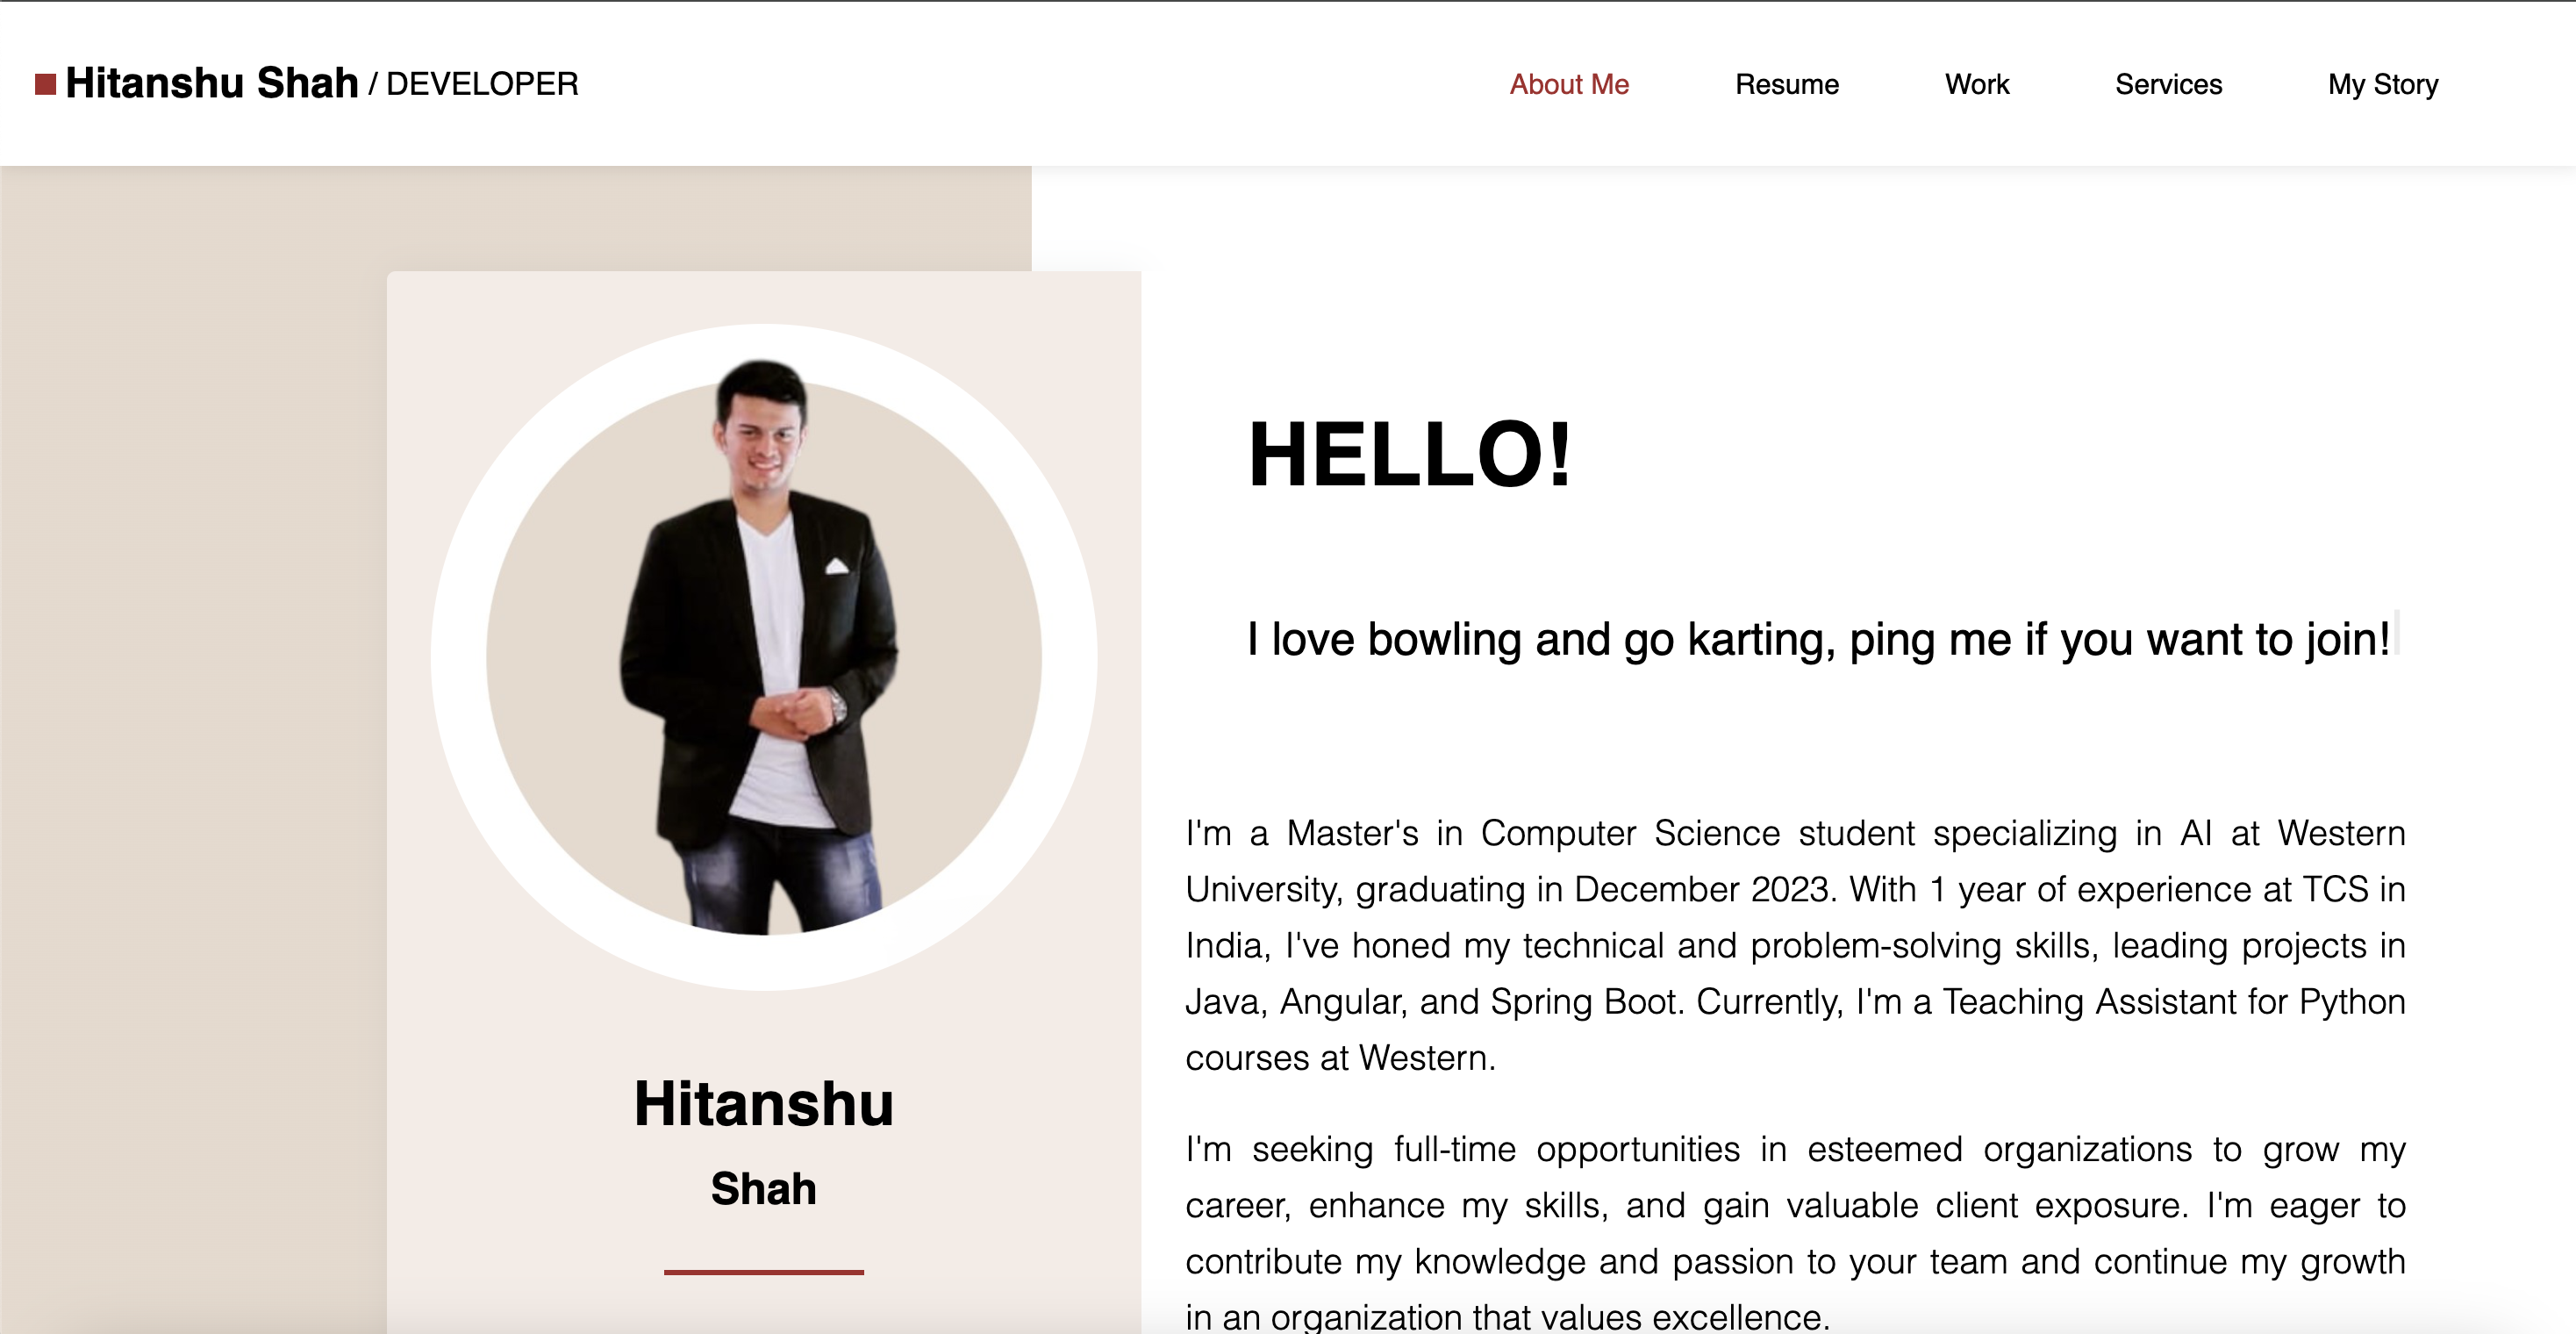 Hitanshu Shah / DEVELOPER
About Me
Resume
Work
Services
My Story
Hitanshu
Shah
HELLO!
I love bowling and go karting, ping me if you want to join!
I'm a Master's in Computer Science student specializing in AI at Western
University, graduating in December 2023. With 1 year of experience at TCS in
India, I've honed my technical and problem-solving skills, leading projects in
Java, Angular, and Spring Boot. Currently, I'm a Teaching Assistant for Python
courses at Western.
I'm seeking full-time opportunities in esteemed organizations to grow my
career, enhance my skills, and gain valuable client exposure. I'm eager to
contribute my knowledge and passion to your team and continue my growth
in an organization that values excellence.